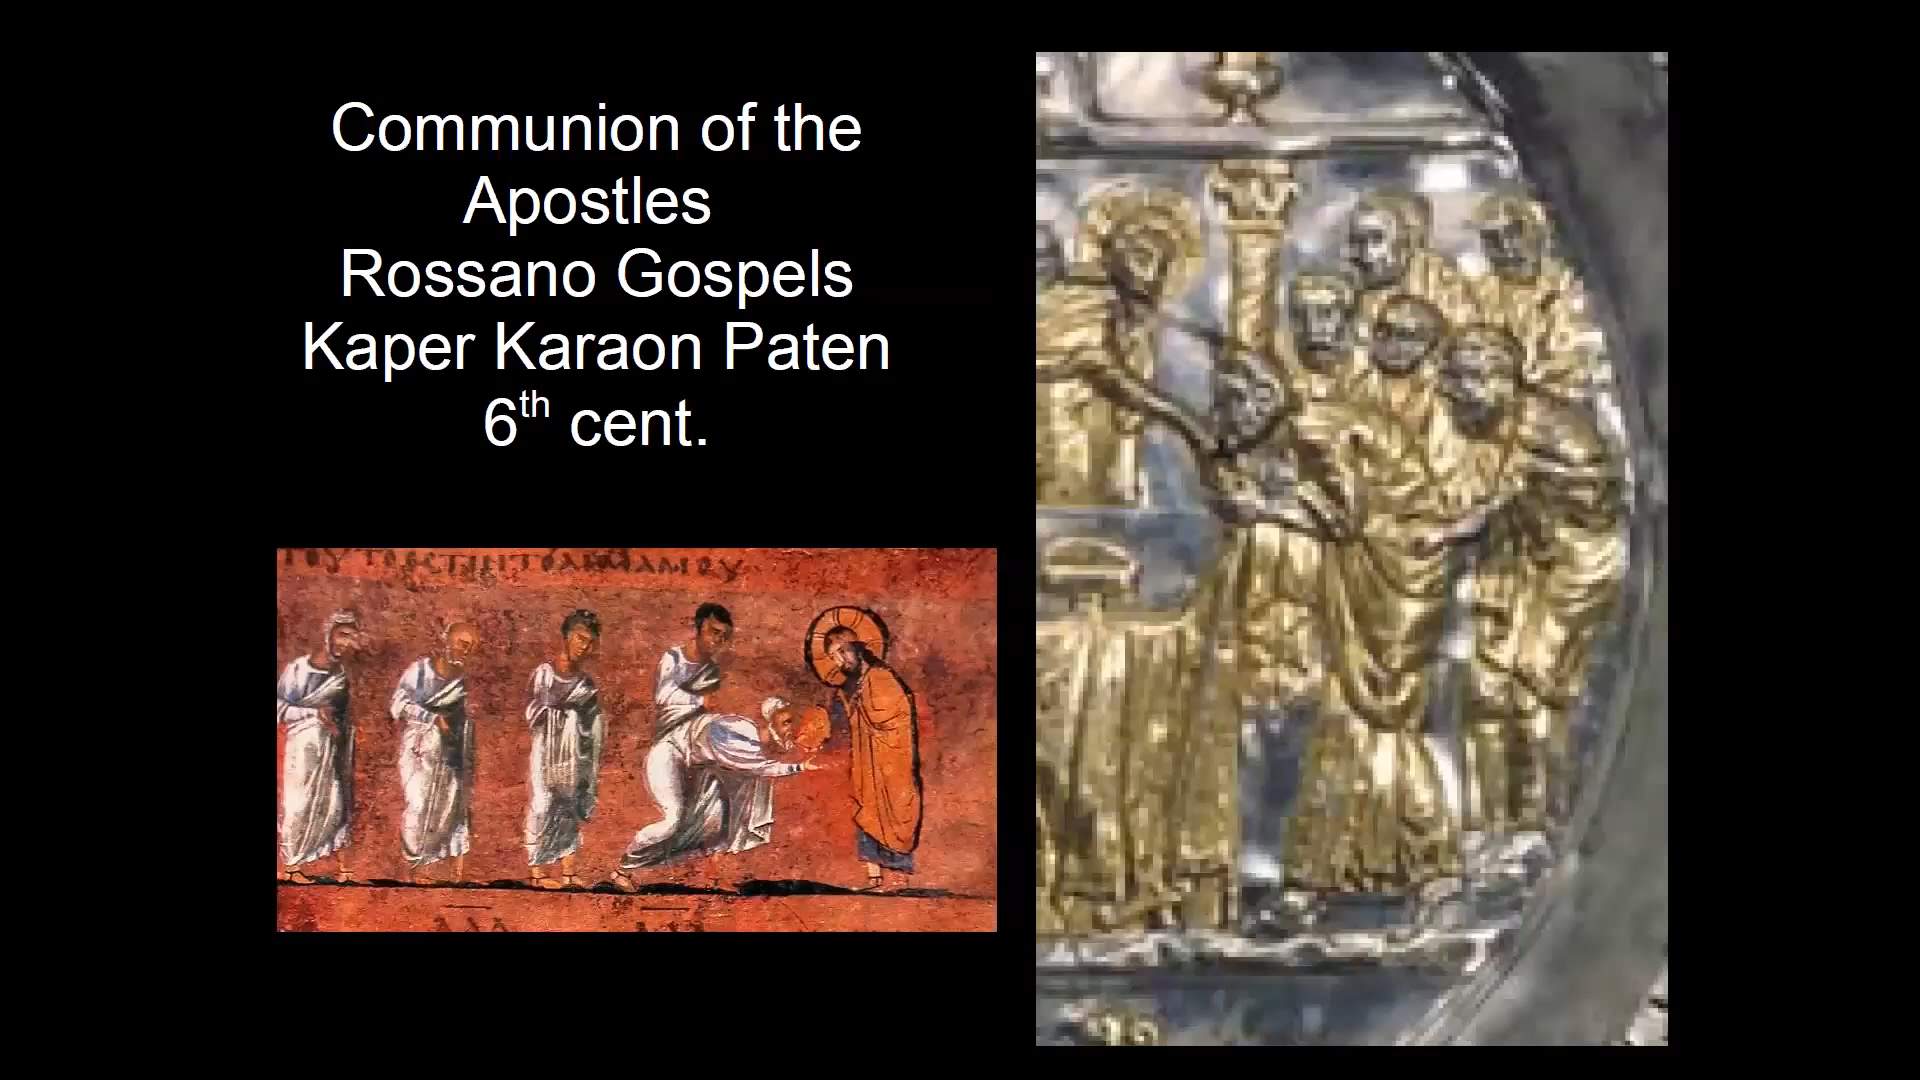 Communion of the
Apostles
Rossano Gospels
Kaper Karaon Paten
6th cent.